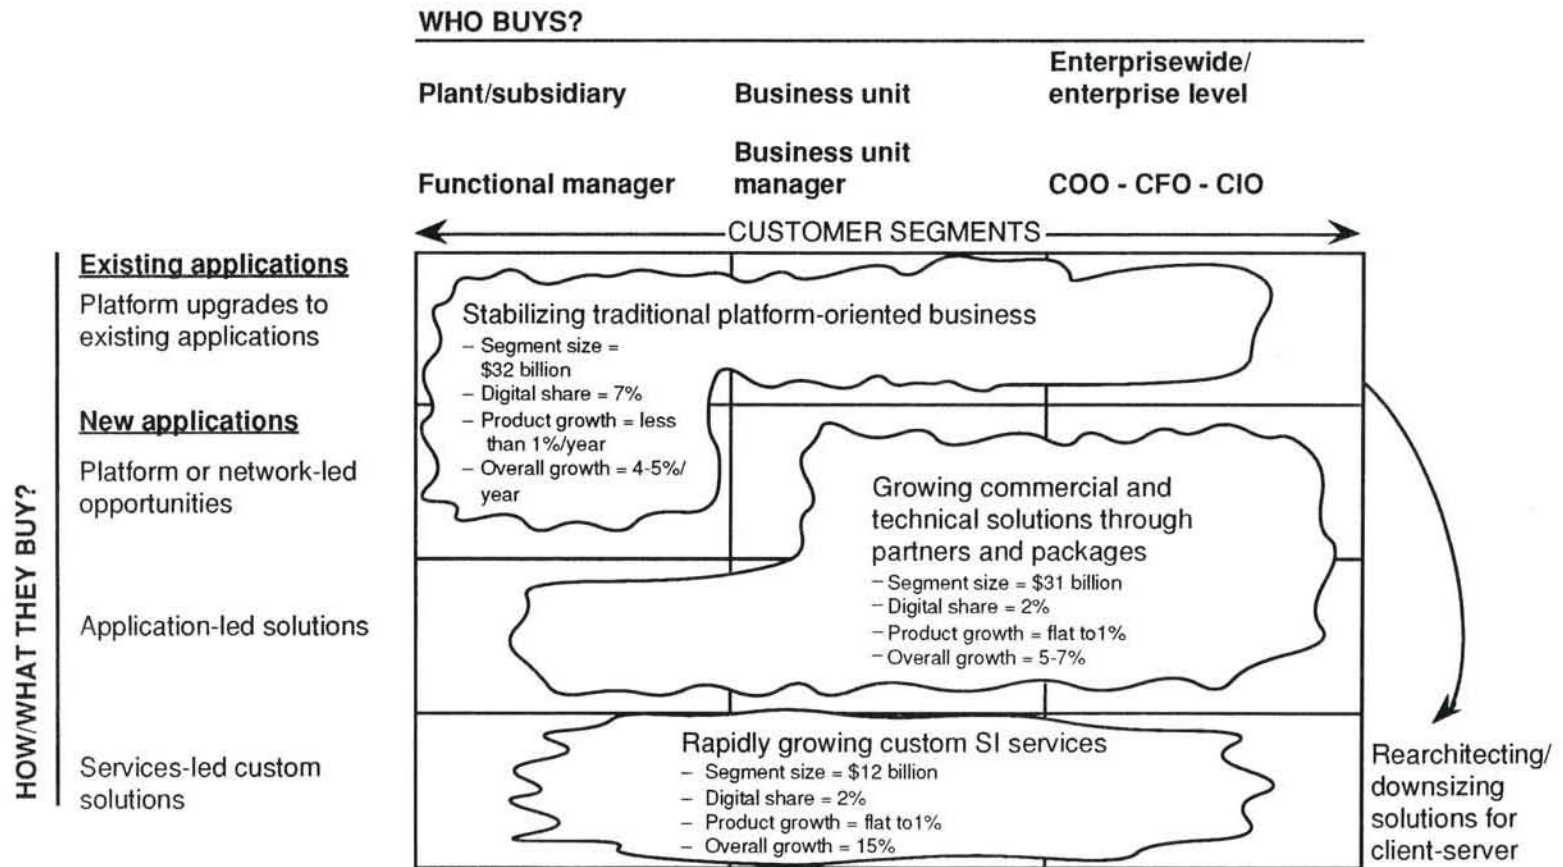 WHO BUYS?
Plant/subsidiary
Business unit
Enterprisewide/
enterprise level
Functional manager
Business unit
manager
COO - CFO - CIO
CUSTOMER SEGMENTS
HOW/WHAT THEY BUY?
Existing applications
Platform upgrades to
existing applications
New applications
Platform or network-led
opportunities
Application-led solutions
Services-led custom
solutions
Stabilizing traditional platform-oriented business
– Segment size =
$32 billion
– Digital share = 7%
– Product growth = less
than 1%/year
– Overall growth = 4-5%/
year
Growing commercial and
technical solutions through
partners and packages
– Segment size = $31 billion
– Digital share = 2%
– Product growth = flat to1%
– Overall growth = 5-7%
Rapidly growing custom SI services
– Segment size = $12 billion
– Digital share = 2%
– Product growth = flat to1%
– Overall growth = 15%
Rearchitecting/
downsizing
solutions for
client-server